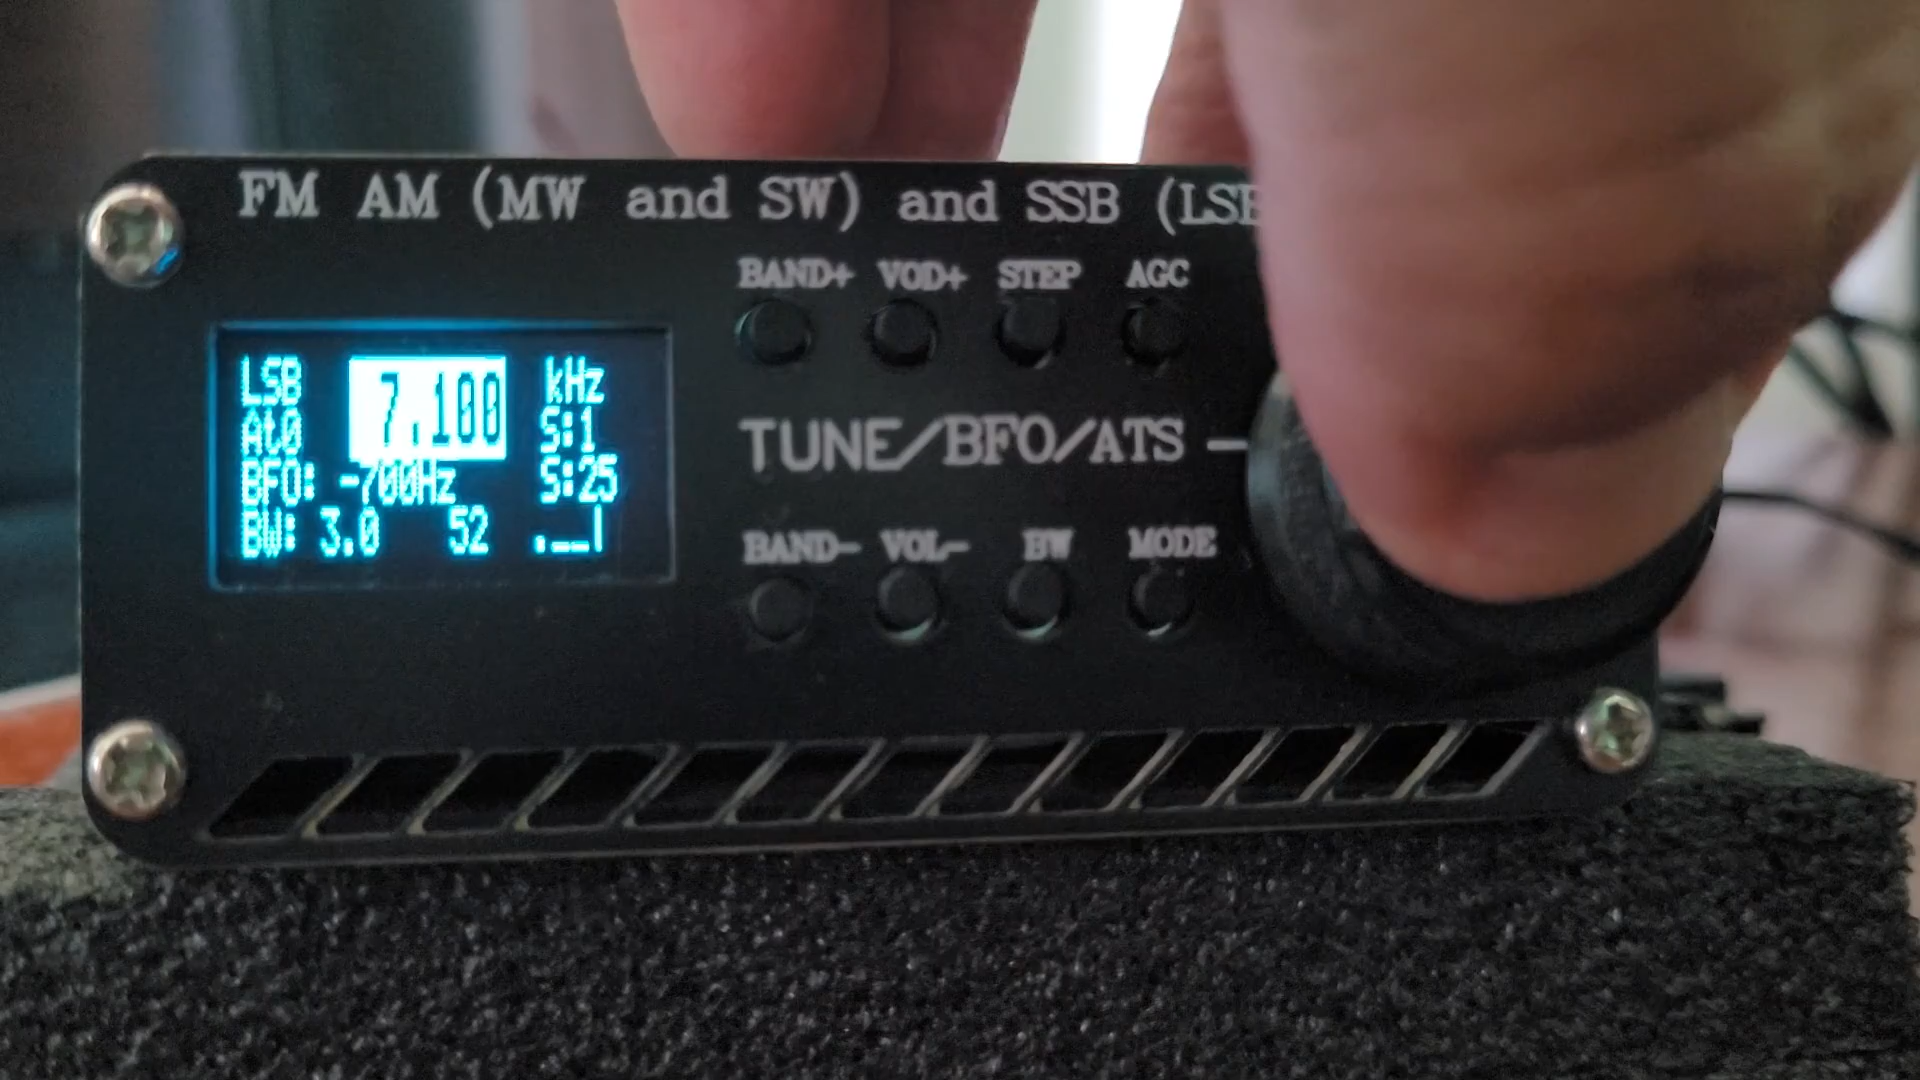 FM AM (MW and SW) and SSB (LSB
BAND+ VOD+ STEP AGC
LSB 7.100 kHz
At0 S:1
BFO: -700Hz S:25
BW: 3.0 52
TUNE/BFO/ATS —
BAND- VOL- BW MODE